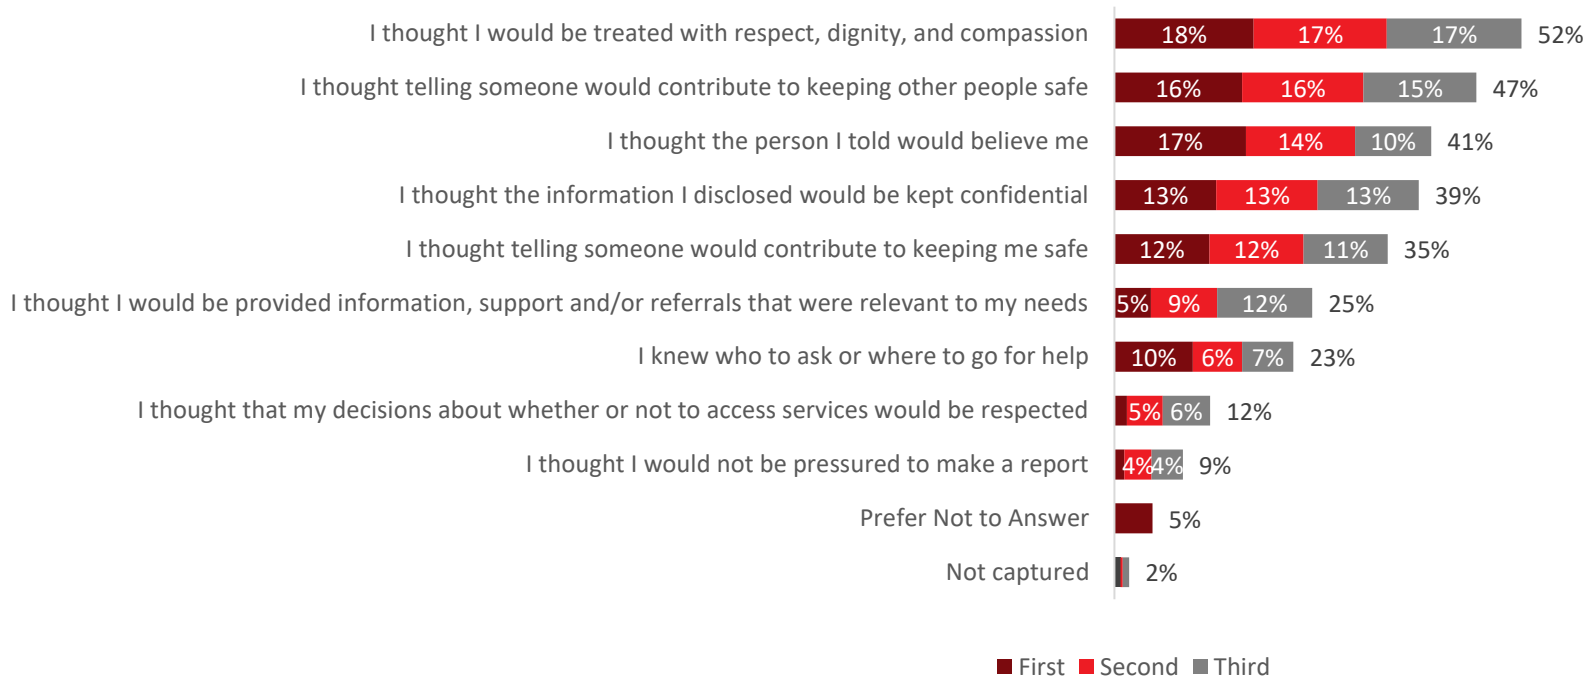 I thought I would be treated with respect, dignity, and compassion 18% 17% 17% 52%
I thought telling someone would contribute to keeping other people safe 16% 16% 15% 47%
I thought the person I told would believe me 17% 14% 10% 41%
I thought the information I disclosed would be kept confidential 13% 13% 13% 39%
I thought telling someone would contribute to keeping me safe 12% 12% 11% 35%
I thought I would be provided information, support and/or referrals that were relevant to my needs 5% 9% 12% 25%
I knew who to ask or where to go for help 10% 6% 7% 23%
I thought that my decisions about whether or not to access services would be respected 5% 6% 12%
I thought I would not be pressured to make a report 4% 4% 9%
Prefer Not to Answer 5%
Not captured 2%
First Second Third